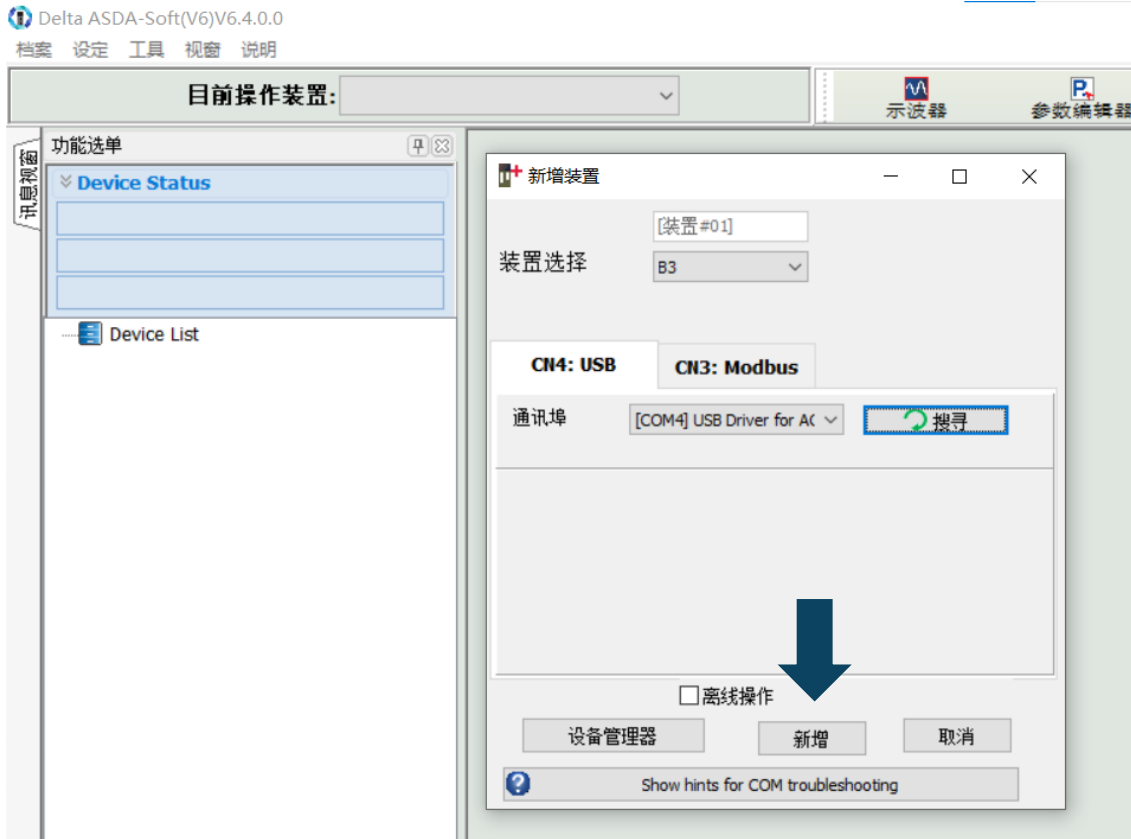 Delta ASDA-Soft(V6)V6.4.0.0
档案 设定 工具 视窗 说明
目前操作装置:
示波器
参数编辑器
讯息视窗
功能选单
Device Status
Device List
新增装置
[装置#01]
装置选择
B3
CN4: USB
CN3: Modbus
通讯埠
[COM4] USB Driver for A(
搜寻
离线操作
设备管理器
新增
取消
Show hints for COM troubleshooting